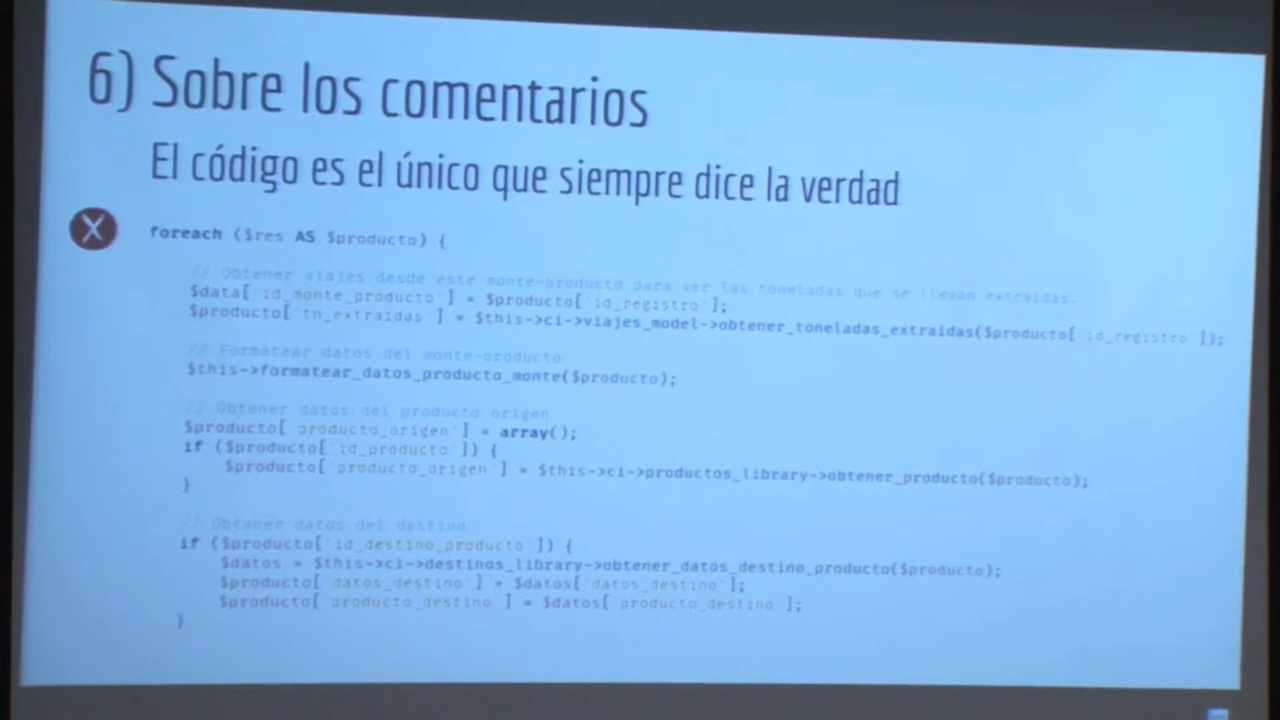 6) Sobre los comentarios
El código es el único que siempre dice la verdad
X
foreach ($res AS $producto) {
// Obtener viajes desde este monte-producto para ver las toneladas que se llevan extraidas.
$data['id_monte_producto'] = $producto['id_registro'];
$producto['tn_extraidas'] = $this->ci->viajes_model->obtener_toneladas_extraidas($producto['id_registro']);
// Formatear datos del monte-producto
$this->formatear_datos_producto_monte($producto);
// Obtener datos del producto origen
$producto['producto_origen'] = array();
if ($producto['id_producto']) {
$producto['producto_origen'] = $this->ci->productos_library->obtener_producto($producto);
}
// Obtener datos del destino
if ($producto['id_destino_producto']) {
$datos = $this->ci->destinos_library->obtener_datos_destino_producto($producto);
$producto['datos_destino'] = $datos['datos_destino'];
$producto['producto_destino'] = $datos['producto_destino'];
}